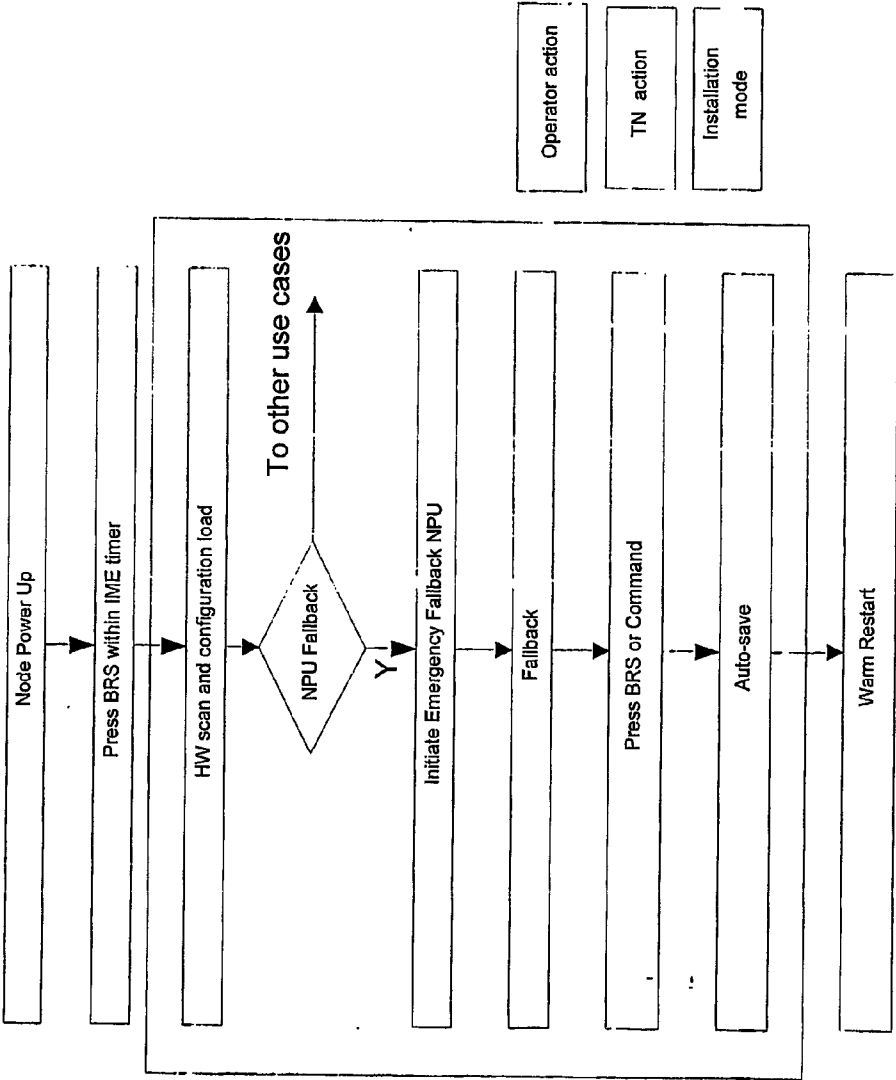 Node Power Up
Press BRS within IME timer
HW scan and configuration load
NPU Fallback
To other use cases
Y
Initiate Emergency Fallback NPU
Fallback
Press BRS or Command
Auto-save
Warm Restart
Operator action
TN action
Installation
mode